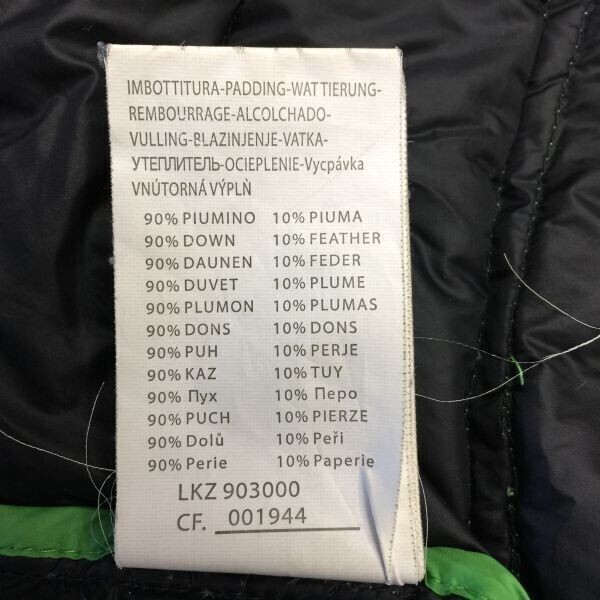 IMBOTTITURA-PADDING-WATTIERUNG-
REMBOURRAGE-ALCOLCHADO-
VULLING-BLAZINJENJE-VATKA-
УТЕПЛИТЕЛЬ-OCIEPLENIE-Vycpávka
VNÚTORNÁ VÝPLŇ
90% PIUMINO 10% PIUMA
90% DOWN 10% FEATHER
90% DAUNEN 10% FEDER
90% DUVET 10% PLUME
90% PLUMON 10% PLUMAS
90% DONS 10% DONS
90% PUH 10% PERJE
90% KAZ 10% TUY
90% Пух 10% Перо
90% PUCH 10% PIERZE
90% Dolů 10% Peři
90% Perie 10% Paperie
LKZ 903000
CF. 001944